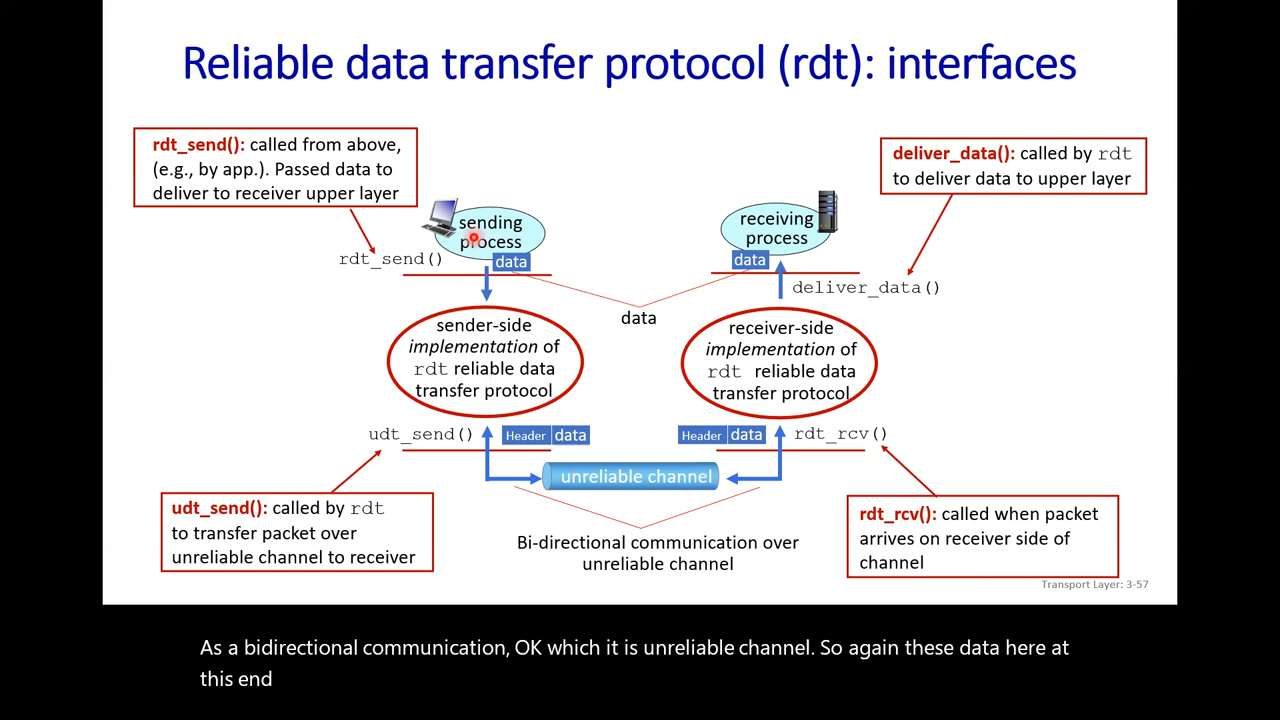 Reliable data transfer protocol (rdt): interfaces
rdt_send(): called from above,
(e.g., by app.). Passed data to
deliver to receiver upper layer
deliver_data(): called by rdt
to deliver data to upper layer
sending
process
receiving
process
rdt_send()
data
data
deliver_data()
data
sender-side
implementation of
rdt reliable data
transfer protocol
receiver-side
implementation of
rdt reliable data
transfer protocol
udt_send()
Header data
Header data
rdt_rcv()
unreliable channel
udt_send(): called by rdt
to transfer packet over
unreliable channel to receiver
Bi-directional communication over
unreliable channel
rdt_rcv(): called when packet
arrives on receiver side of
channel
Transport Layer: 3-57
As a bidirectional communication, OK which it is unreliable channel. So again these data here at
this end